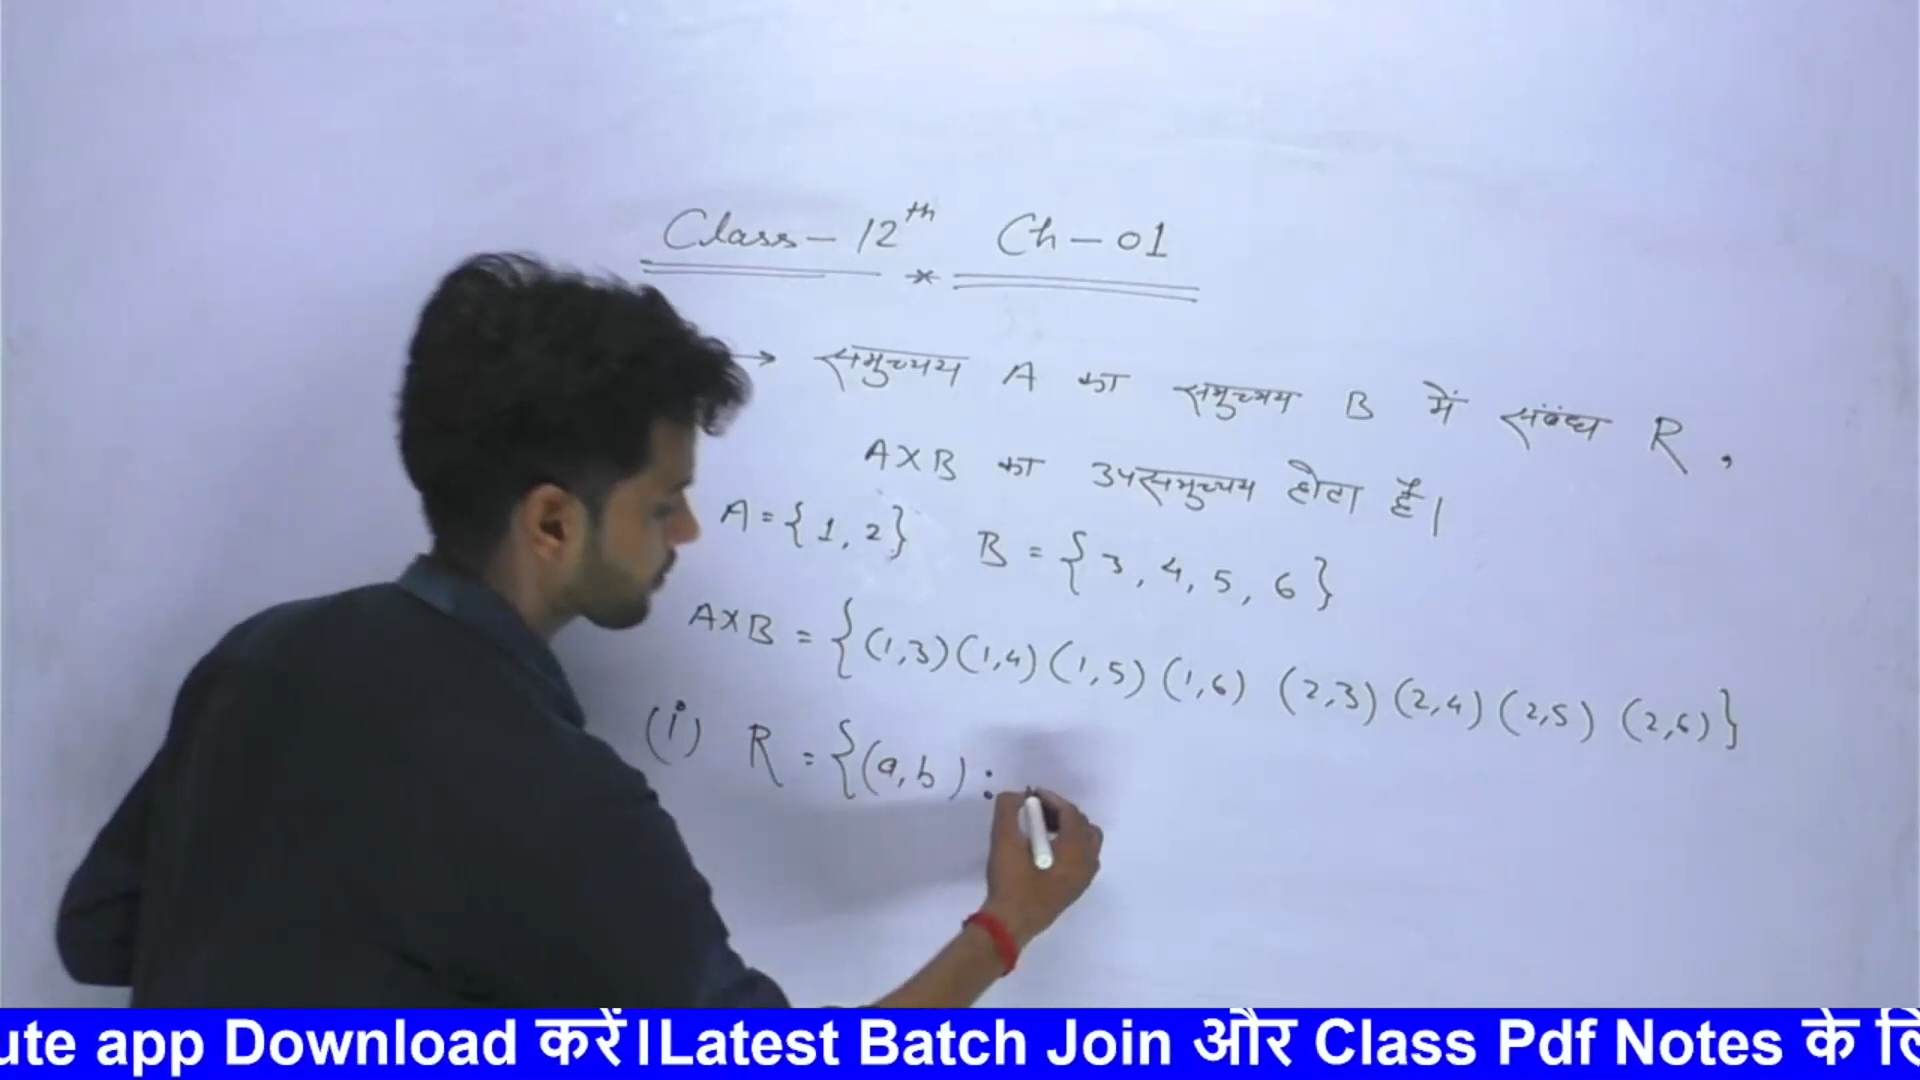 Class - 12th Ch - 01
→ समुच्चय A का समुच्चय B में संबंध R,
A×B का उपसमुच्चय होता है।
A = {1, 2} B = {3, 4, 5, 6}
A×B = {(1,3) (1,4) (1,5) (1,6) (2,3) (2,4) (2,5) (2,6)}
(i) R = {(a,b) :
ute app Download करें।Latest Batch Join और Class Pdf Notes के लि